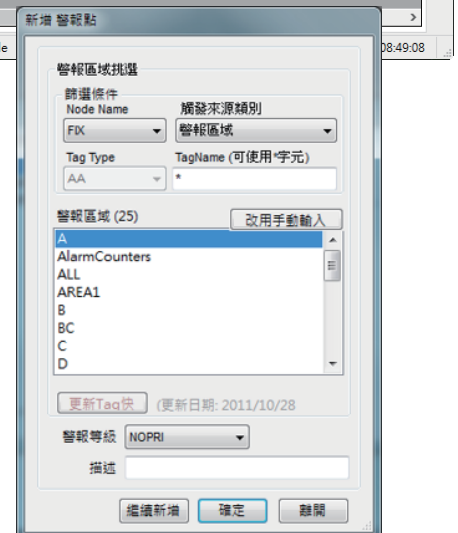 新增 警報點
08:49:08
警報區域挑選
篩選條件
Node Name
觸發來源類別
FIX
警報區域
Tag Type
TagName (可使用*字元)
AA
*
警報區域 (25)
改用手動輸入
A
AlarmCounters
ALL
AREA1
B
BC
C
D
更新Tag快
(更新日期: 2011/10/28
警報等級
NOPRI
描述
繼續新增
確定
離開